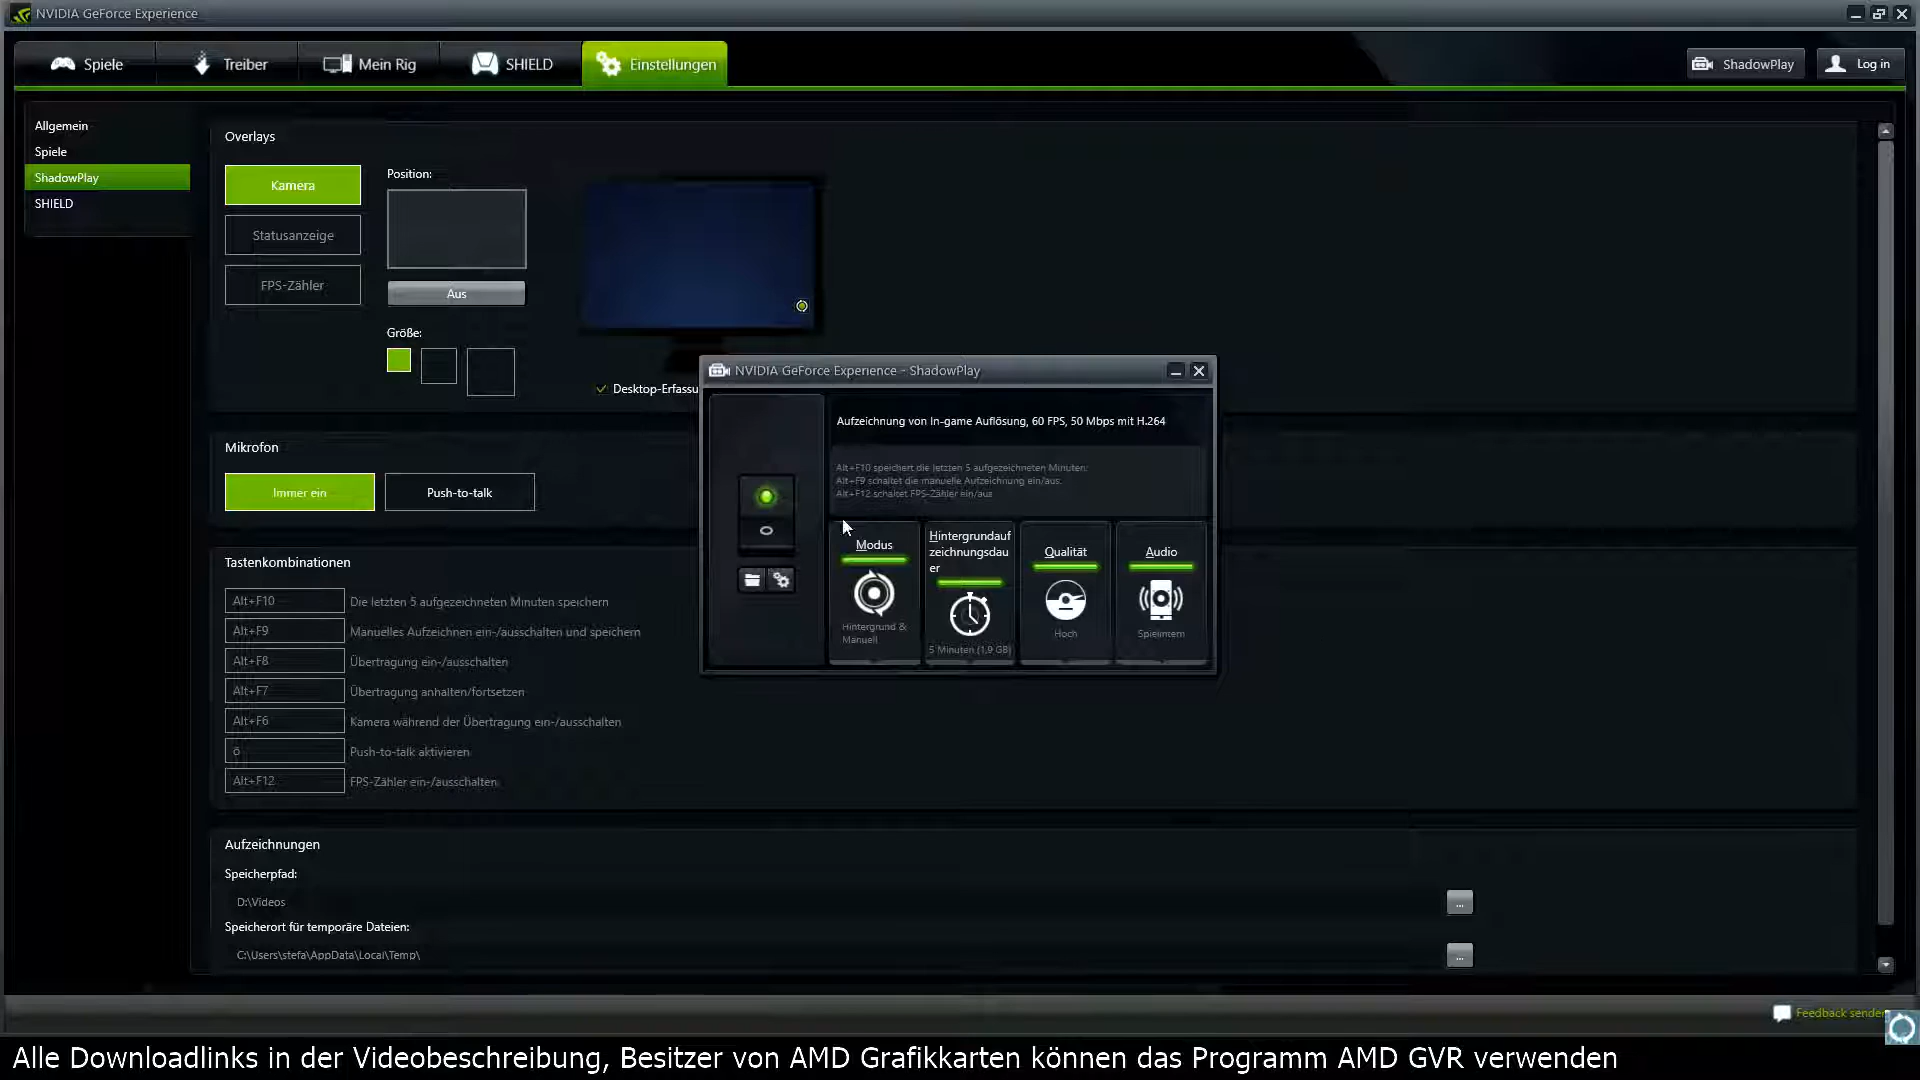 NVIDIA GeForce Experience
Spiele
Treiber
Mein Rig
SHIELD
Einstellungen
ShadowPlay
Log in
Allgemein
Spiele
ShadowPlay
SHIELD
Overlays
Kamera
Statusanzeige
FPS-Zähler
Position:
Aus
Größe:
Desktop-Erfassu
Mikrofon
Immer ein
Push-to-talk
Tastenkombinationen
Alt+F10 Die letzten 5 aufgezeichneten Minuten speichern
Alt+F9 Manuelles Aufzeichnen ein-/ausschalten und speichern
Alt+F8 Übertragung ein-/ausschalten
Alt+F7 Übertragung anhalten/fortsetzen
Alt+F6 Kamera während der Übertragung ein-/ausschalten
ö Push-to-talk aktivieren
Alt+F12 FPS-Zähler ein-/ausschalten
Aufzeichnungen
Speicherpfad:
D:\Videos
...
Speicherort für temporäre Dateien:
C:\Users\stefa\AppData\Local\Temp\
...
NVIDIA GeForce Experience - ShadowPlay
Aufzeichnung von In-game Auflösung, 60 FPS, 50 Mbps mit H.264
Alt+F10 speichert die letzten 5 aufgezeichneten Minuten.
Alt+F9 schaltet die manuelle Aufzeichnung ein/aus.
Alt+F12 schaltet FPS-Zähler ein/aus
Modus
Hintergrund &
Manuell
Hintergrundauf
zeichnungsdau
er
5 Minuten (1,9 GB)
Qualität
Hoch
Audio
Spielintern
Feedback senden
Alle Downloadlinks in der Videobeschreibung, Besitzer von AMD Grafikkarten können das Programm AMD GVR verwenden